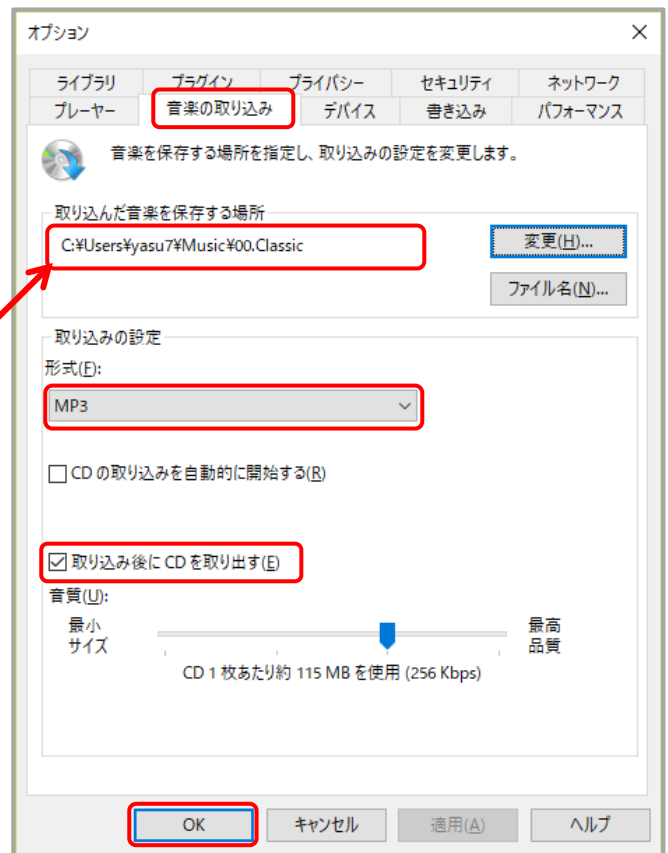 オプション
ライブラリ プラグイン プライバシー セキュリティ ネットワーク
プレーヤー 音楽の取り込み デバイス 書き込み パフォーマンス
音楽を保存する場所を指定し、取り込みの設定を変更します。
取り込んだ音楽を保存する場所
C:¥Users¥yasu7¥Music¥00.Classic 変更(H)...
ファイル名(N)...
取り込みの設定
形式(F):
MP3
CD の取り込みを自動的に開始する(R)
取り込み後に CD を取り出す(E)
音質(U):
最小 最高
サイズ 品質
CD 1 枚あたり約 115 MB を使用 (256 Kbps)
OK キャンセル 適用(A) ヘルプ